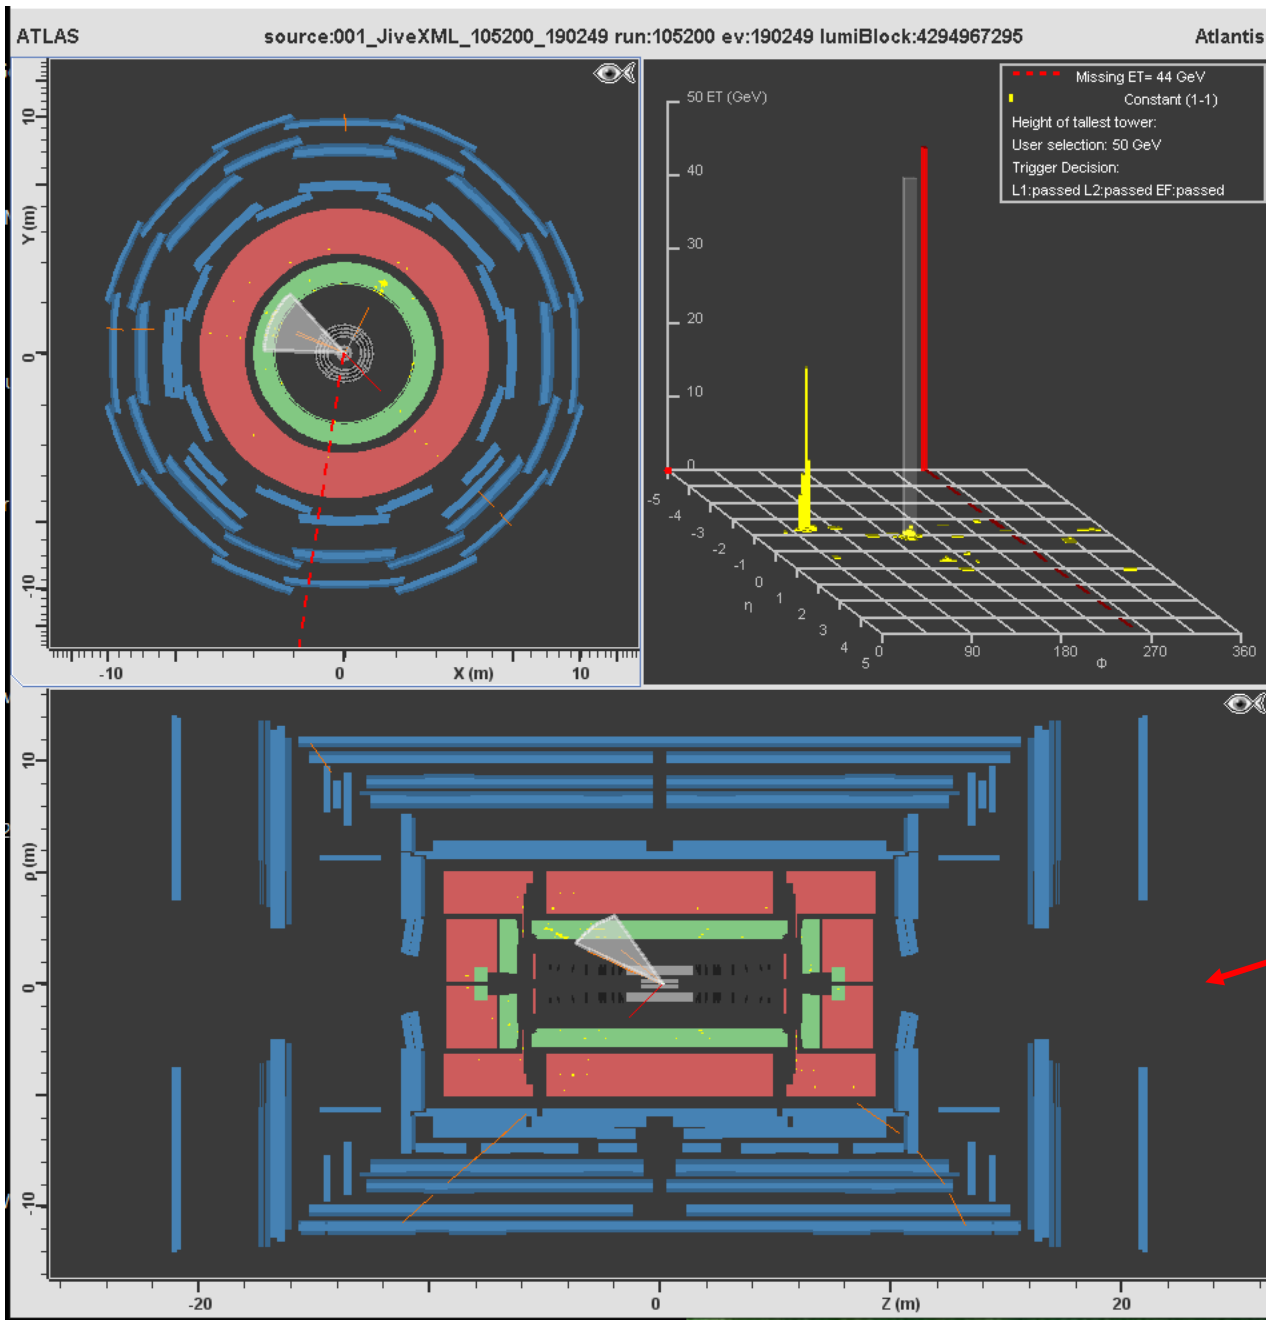 ATLAS source:001_JiveXML_105200_190249 run:105200 ev:190249 lumiBlock:4294967295 Atlantis
10
Y (m)
0
-10
-10 0 X (m) 10
Missing ET= 44 GeV
Constant (1-1)
Height of tallest tower:
User selection: 50 GeV
Trigger Decision:
L1:passed L2:passed EF:passed
50 ET (GeV)
40
30
20
10
0
-5
-4
-3
-2
-1
0
1
2
3
4
5
η
0 90 180 270 360
Φ
10
ρ (m)
0
-10
-20 0 Z (m) 20